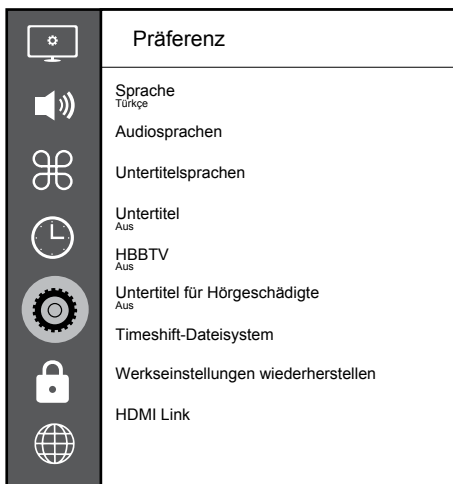 Präferenz
Sprache
Türkçe
Audiosprachen
Untertitelsprachen
Untertitel
Aus
HBBTV
Aus
Untertitel für Hörgeschädigte
Aus
Timeshift-Dateisystem
Werkseinstellungen wiederherstellen
HDMI Link